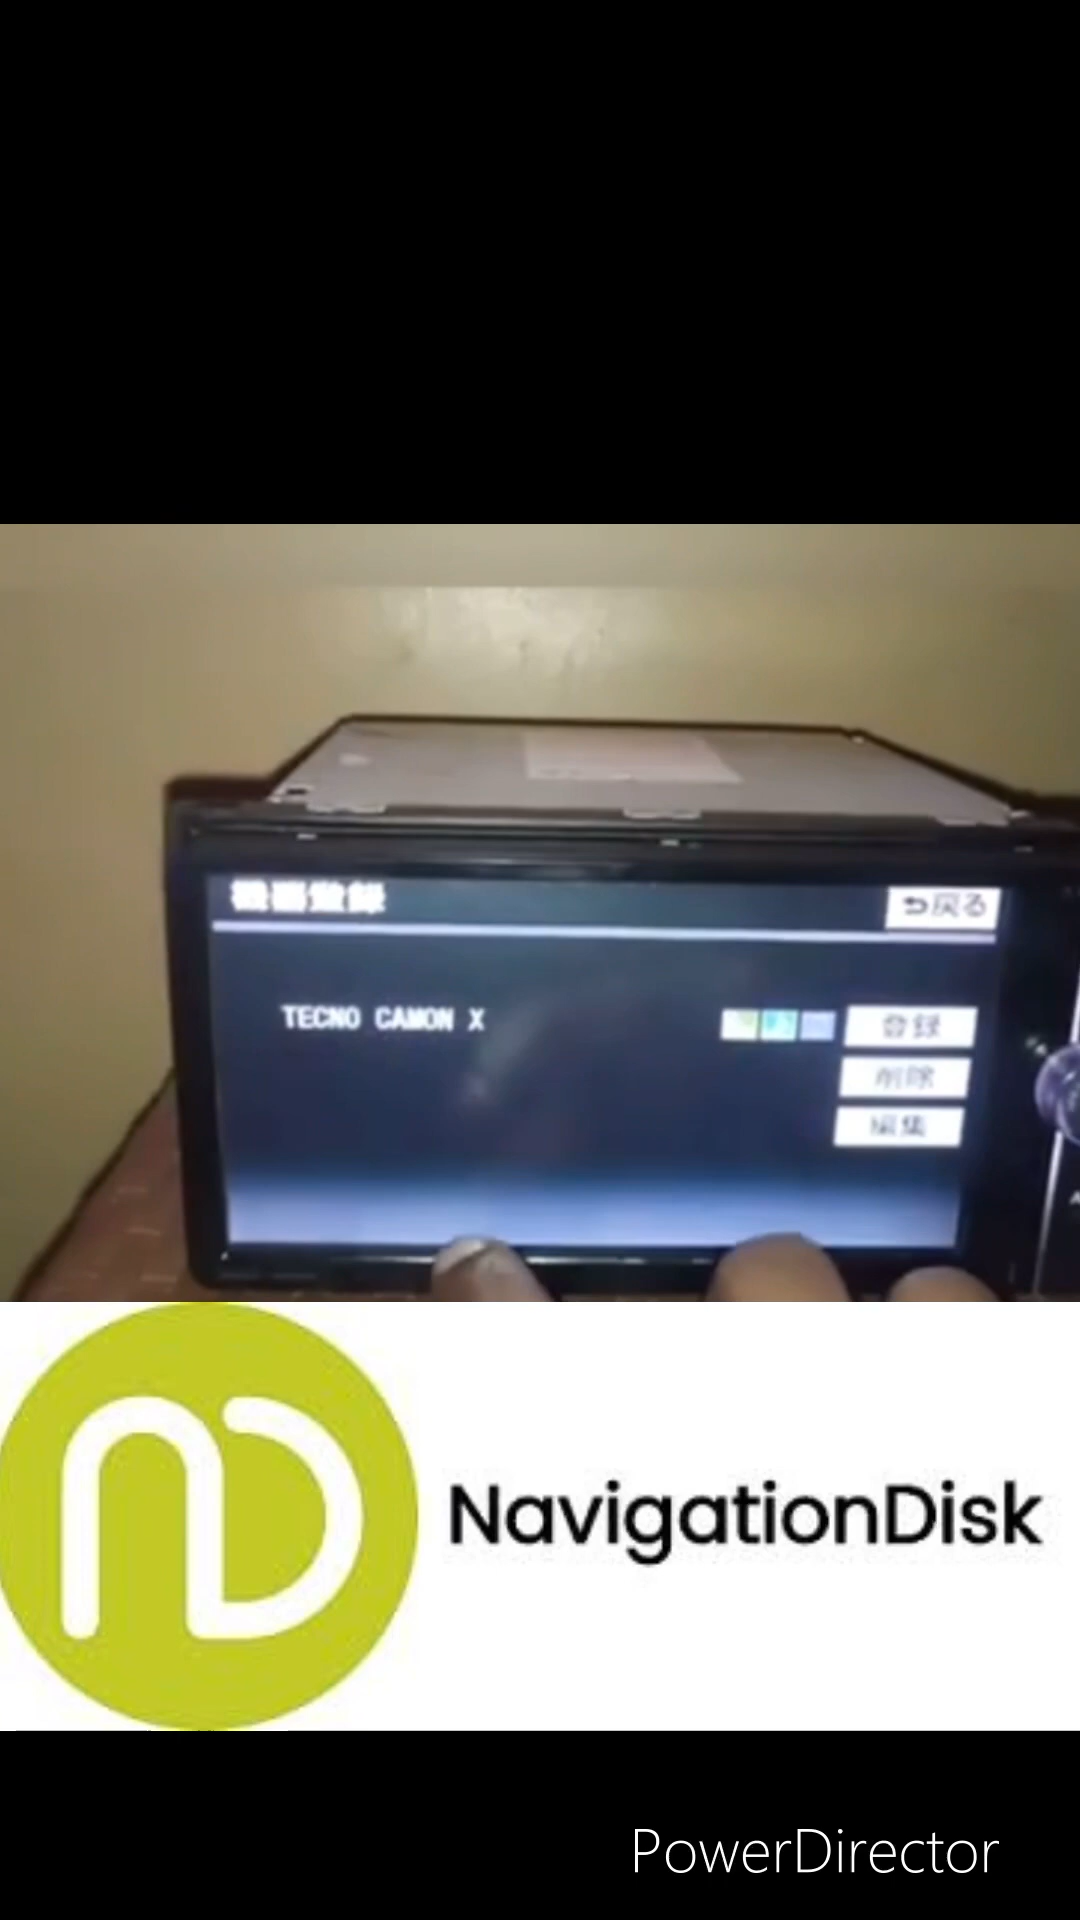 機器登録
戻る
TECNO CAMON X
登録
削除
編集
NavigationDisk
PowerDirector